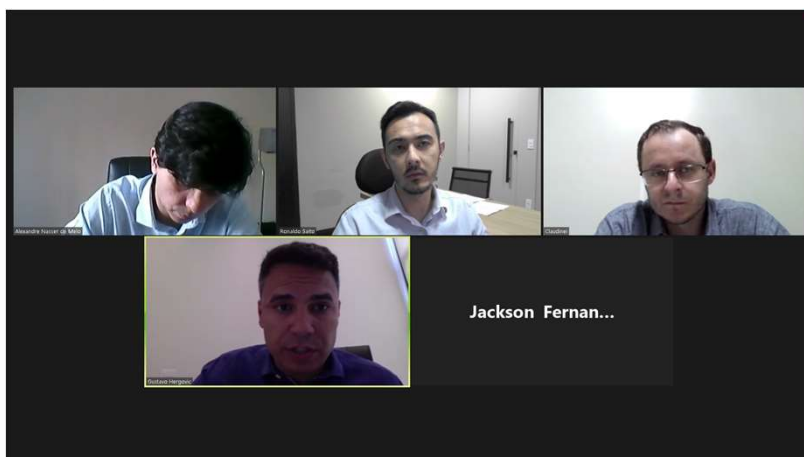 Alexandre Nasser de Melo
Ronaldo Saito
Claudinei
Gustavo Hergovic
Jackson Fernan...